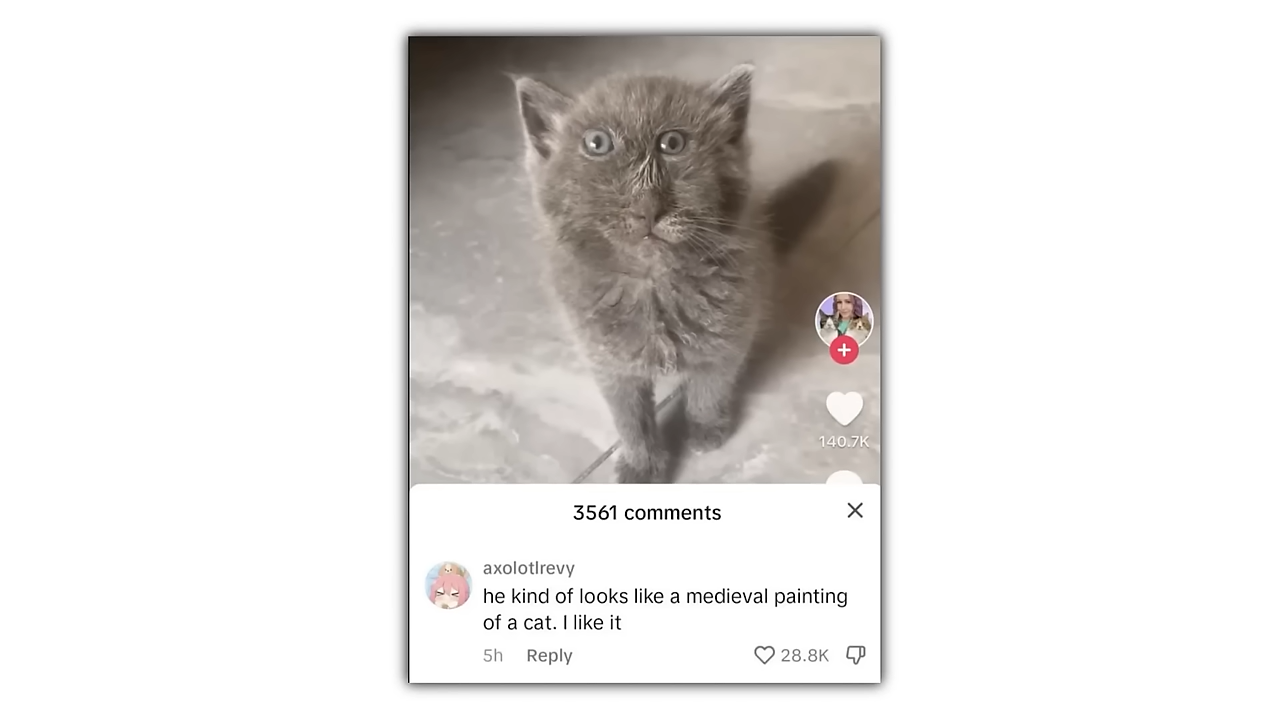 140.7K
3561 comments
axolotlrevy
he kind of looks like a medieval painting
of a cat. I like it
5h Reply 28.8K